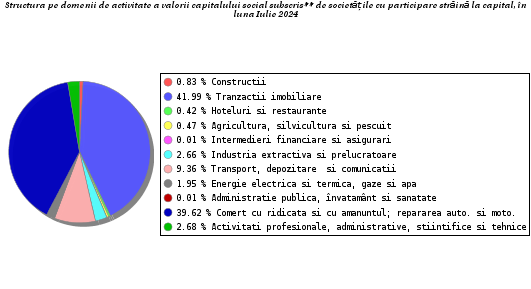 Structura pe domenii de activitate a valorii capitalului social subscris** de societăţile cu participare străină la capital, în
luna Iulie 2024
0.83 % Constructii
41.99 % Tranzactii imobiliare
0.42 % Hoteluri si restaurante
0.47 % Agricultura, silvicultura si pescuit
0.01 % Intermedieri financiare si asigurari
2.66 % Industria extractiva si prelucratoare
9.36 % Transport, depozitare  si comunicatii
1.95 % Energie electrica si termica, gaze si apa
0.01 % Administratie publica, învatamânt si sanatate
39.62 % Comert cu ridicata si cu amanuntul; repararea auto. si moto.
2.68 % Activitati profesionale, administrative, stiintifice si tehnice